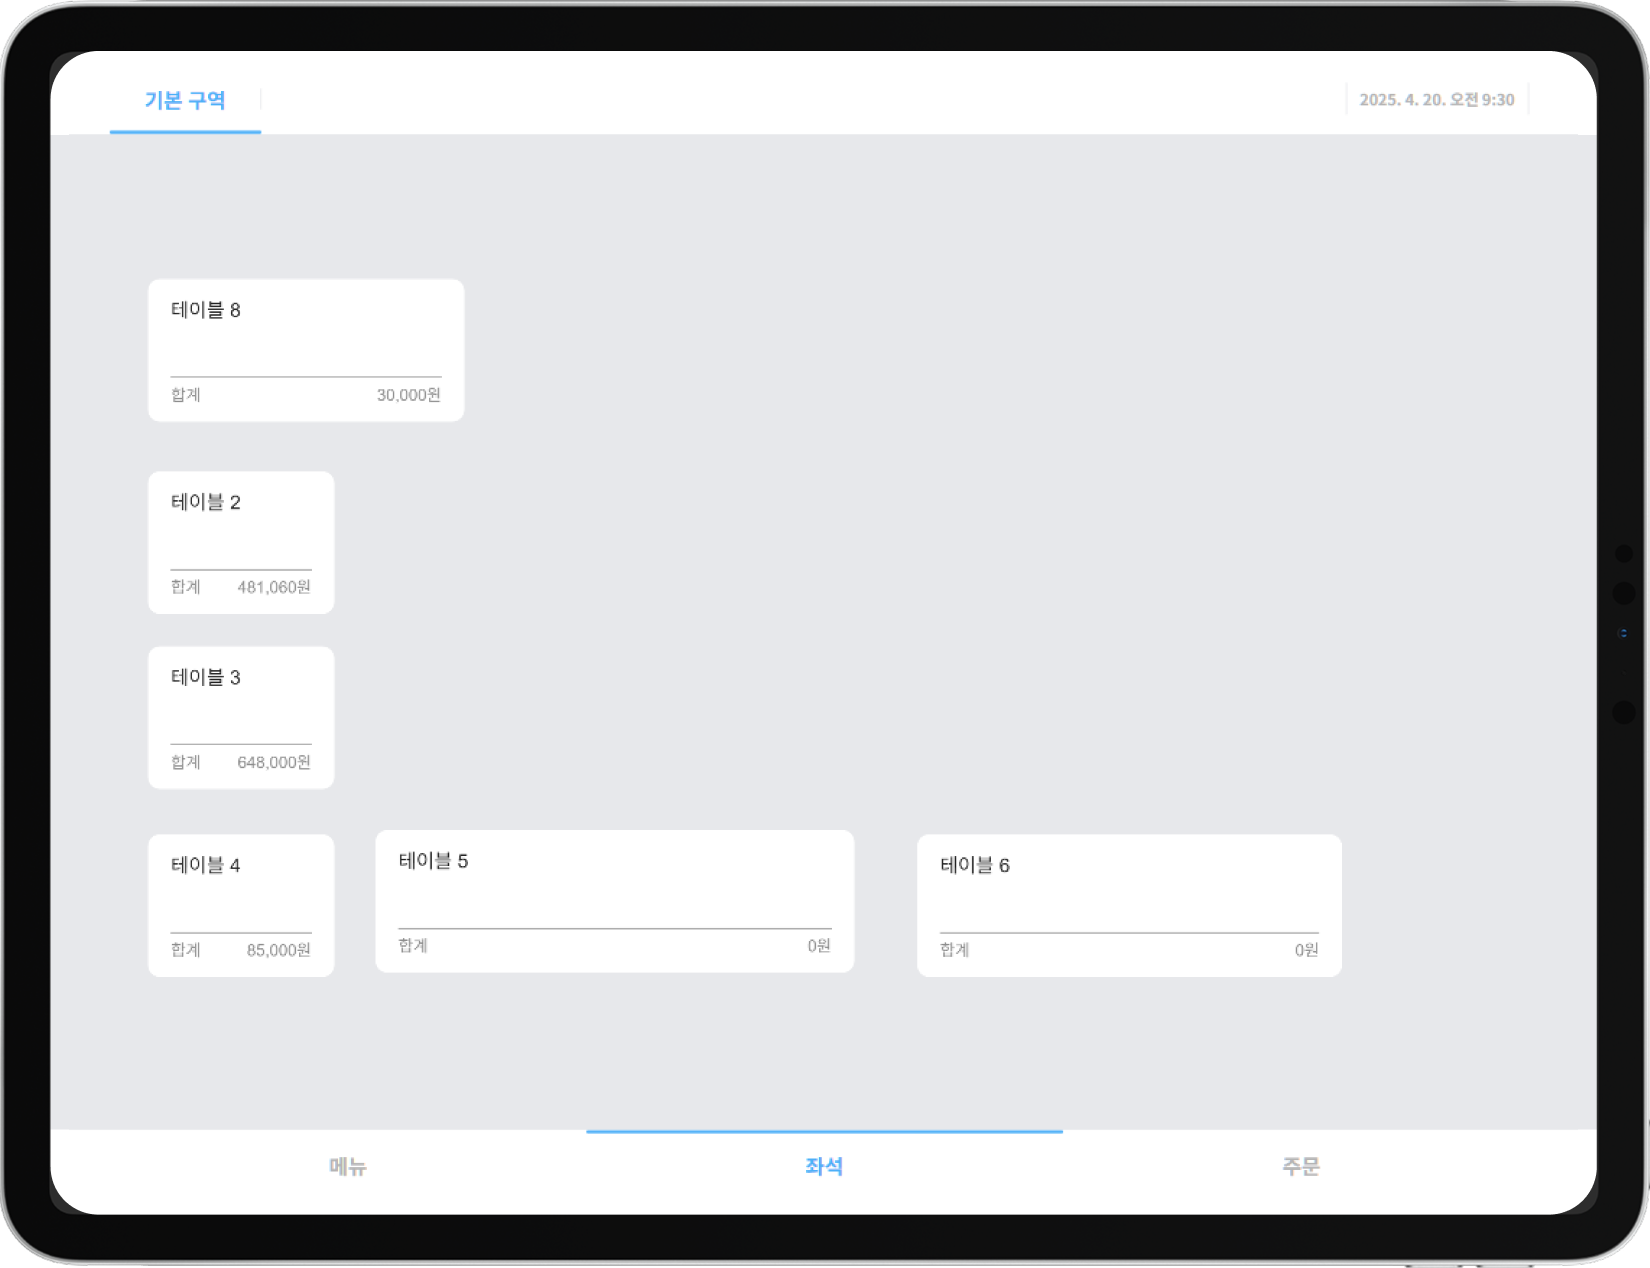 기본 구역
2025. 4. 20. 오전 9:30
테이블 8
합계 30,000원
테이블 2
합계 481,060원
테이블 3
합계 648,000원
테이블 4
합계 85,000원
테이블 5
합계 0원
테이블 6
합계 0원
메뉴 좌석 주문